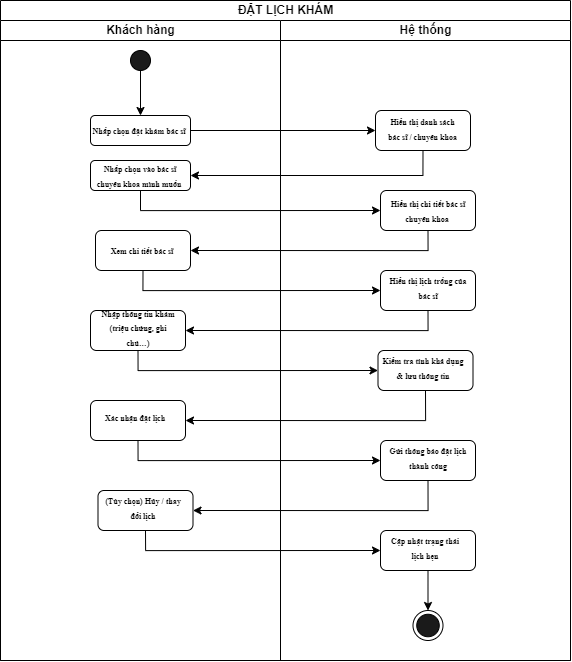 ĐẶT LỊCH KHÁM
Khách hàng
Hệ thống
Nhấp chọn đặt khám bác sĩ
Hiển thị danh sách
bác sĩ / chuyên khoa
Nhấp chọn vào bác sĩ
chuyên khoa mình muốn
Hiển thị chi tiết bác sĩ
chuyên khoa
Xem chi tiết bác sĩ
Hiển thị lịch trống của
bác sĩ
Nhập thông tin khám
(triệu chứng, ghi
chú...)
Kiểm tra tính khả dụng
& lưu thông tin
Xác nhận đặt lịch
Gửi thông báo đặt lịch
thành công
(Tùy chọn) Hủy / thay
đổi lịch
Cập nhật trạng thái
lịch hẹn